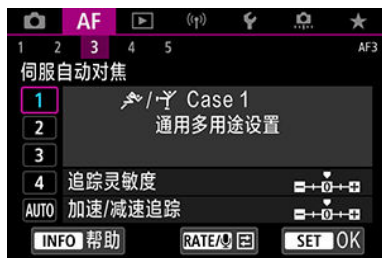 AF
1 2 3 4 5 AF3
伺服自动对焦
1 Case 1
2 通用多用途设置
3
4 追踪灵敏度 0
AUTO 加速/减速追踪 0
INFO 帮助 RATE/ SET OK